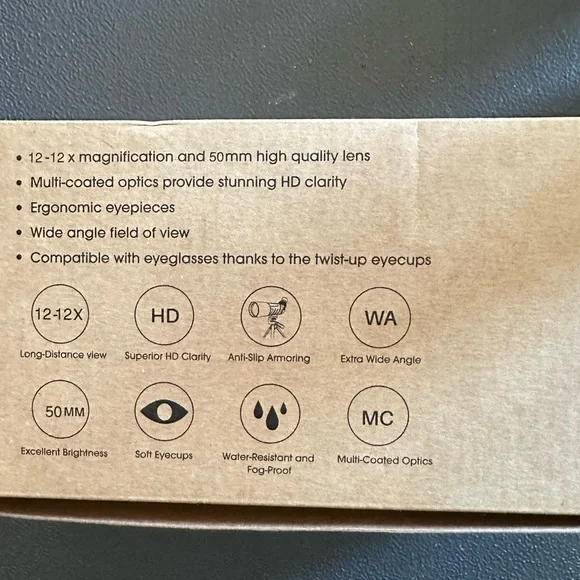 • 12-12 x magnification and 50mm high quality lens
• Multi-coated optics provide stunning HD clarity
• Ergonomic eyepieces
• Wide angle field of view
• Compatible with eyeglasses thanks to the twist-up eyecups
12-12X
HD
WA
Long-Distance view
Superior HD Clarity
Anti-Slip Armoring
Extra Wide Angle
50MM
MC
Excellent Brightness
Soft Eyecups
Water-Resistant and
Fog-Proof
Multi-Coated Optics